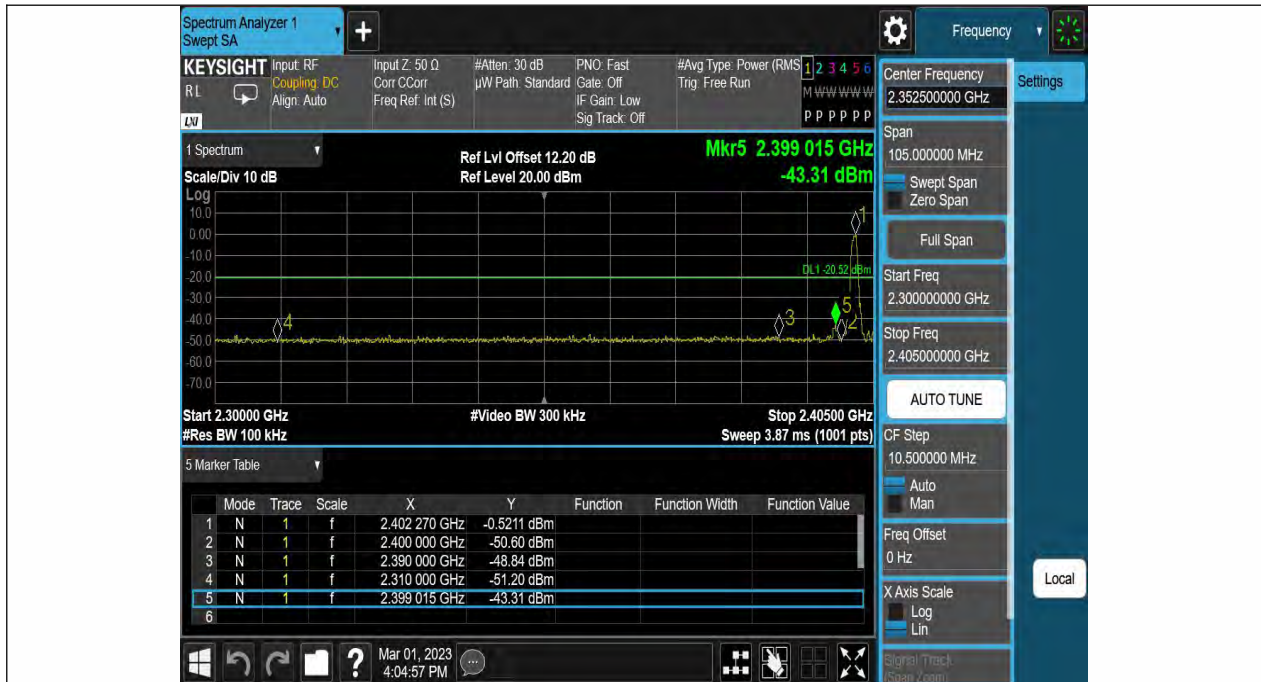 Spectrum Analyzer 1
Swept SA
+
Frequency
KEYSIGHT
RL
LXI
Input: RF
Coupling: DC
Align: Auto
Input Z: 50 Ω
Corr CCorr
Freq Ref: Int (S)
#Atten: 30 dB
µW Path: Standard
PNO: Fast
Gate: Off
IF Gain: Low
Sig Track: Off
#Avg Type: Power (RMS
Trig: Free Run
1 2 3 4 5 6
M W W W W W
P P P P P P
1 Spectrum
Scale/Div 10 dB
Ref Lvl Offset 12.20 dB
Ref Level 20.00 dBm
Mkr5 2.399 015 GHz
-43.31 dBm
Log
10.0
0.00
-10.0
-20.0
-30.0
-40.0
-50.0
-60.0
-70.0
1
DL1 -20.52 dBm
5
4
3
2
Start 2.30000 GHz
#Video BW 300 kHz
Stop 2.40500 GHz
#Res BW 100 kHz
Sweep 3.87 ms (1001 pts)
5 Marker Table
Mode Trace Scale X Y Function Function Width Function Value
1 N 1 f 2.402 270 GHz -0.5211 dBm
2 N 1 f 2.400 000 GHz -50.60 dBm
3 N 1 f 2.390 000 GHz -48.84 dBm
4 N 1 f 2.310 000 GHz -51.20 dBm
5 N 1 f 2.399 015 GHz -43.31 dBm
6
?
Mar 01, 2023
4:04:57 PM
Center Frequency
2.352500000 GHz
Settings
Span
105.000000 MHz
Swept Span
Zero Span
Full Span
Start Freq
2.300000000 GHz
Stop Freq
2.405000000 GHz
AUTO TUNE
CF Step
10.500000 MHz
Auto
Man
Freq Offset
0 Hz
Local
X Axis Scale
Log
Lin
Signal Track
(Span Zoom)